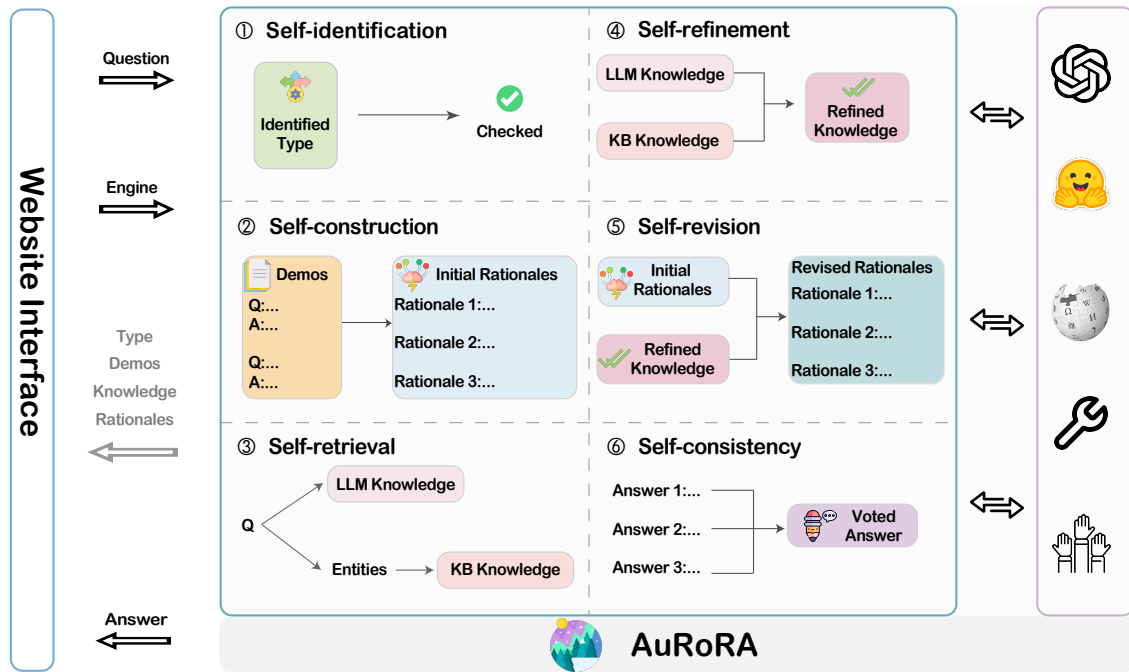 Website Interface
Question
Engine
Type
Demos
Knowledge
Rationales
Answer
① Self-identification
Identified
Type
Checked
② Self-construction
Demos
Q:...
A:...
Q:...
A:...
Initial Rationales
Rationale 1:...
Rationale 2:...
Rationale 3:...
③ Self-retrieval
Q
LLM Knowledge
Entities
KB Knowledge
④ Self-refinement
LLM Knowledge
KB Knowledge
Refined
Knowledge
⑤ Self-revision
Initial
Rationales
Refined
Knowledge
Revised Rationales
Rationale 1:...
Rationale 2:...
Rationale 3:...
⑥ Self-consistency
Answer 1:...
Answer 2:...
Answer 3:...
Voted
Answer
AuRoRA